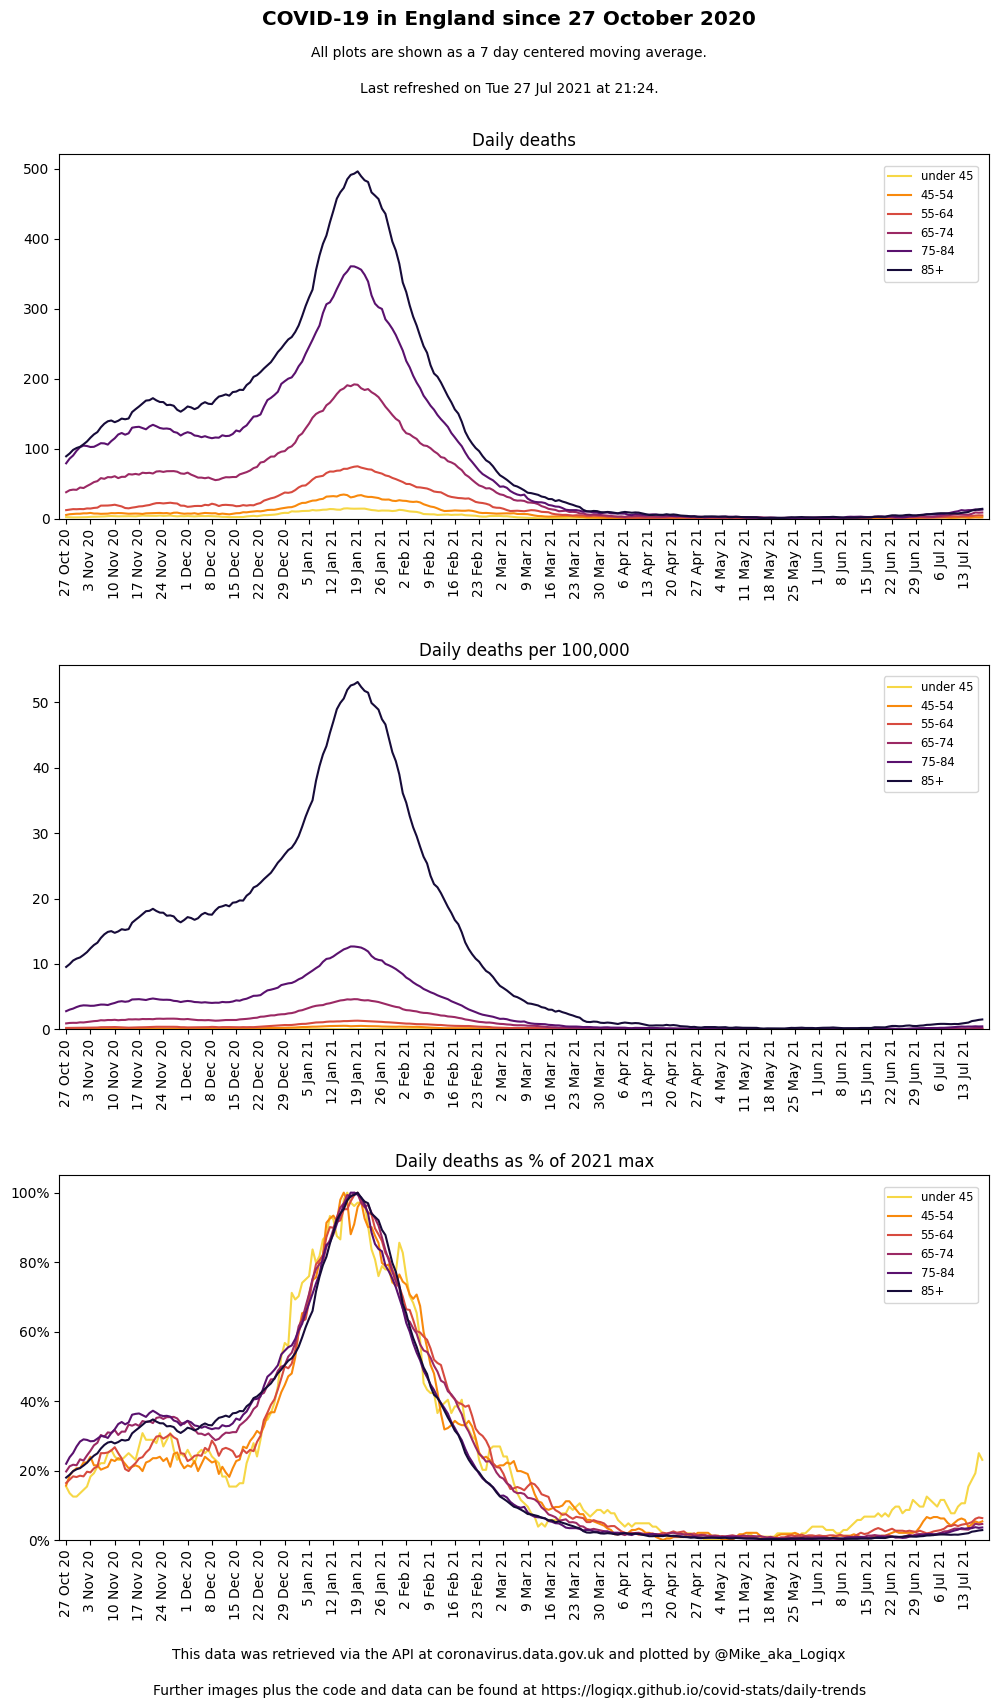 COVID-19 in England since 27 October 2020
All plots are shown as a 7 day centered moving average.
Last refreshed on Tue 27 Jul 2021 at 21:24.
Daily deaths
500
400
300
200
100
0
under 45
45-54
55-64
65-74
75-84
85+
27 Oct 20
3 Nov 20
10 Nov 20
17 Nov 20
24 Nov 20
1 Dec 20
8 Dec 20
15 Dec 20
22 Dec 20
29 Dec 20
5 Jan 21
12 Jan 21
19 Jan 21
26 Jan 21
2 Feb 21
9 Feb 21
16 Feb 21
23 Feb 21
2 Mar 21
9 Mar 21
16 Mar 21
23 Mar 21
30 Mar 21
6 Apr 21
13 Apr 21
20 Apr 21
27 Apr 21
4 May 21
11 May 21
18 May 21
25 May 21
1 Jun 21
8 Jun 21
15 Jun 21
22 Jun 21
29 Jun 21
6 Jul 21
13 Jul 21
Daily deaths per 100,000
50
40
30
20
10
0
under 45
45-54
55-64
65-74
75-84
85+
27 Oct 20
3 Nov 20
10 Nov 20
17 Nov 20
24 Nov 20
1 Dec 20
8 Dec 20
15 Dec 20
22 Dec 20
29 Dec 20
5 Jan 21
12 Jan 21
19 Jan 21
26 Jan 21
2 Feb 21
9 Feb 21
16 Feb 21
23 Feb 21
2 Mar 21
9 Mar 21
16 Mar 21
23 Mar 21
30 Mar 21
6 Apr 21
13 Apr 21
20 Apr 21
27 Apr 21
4 May 21
11 May 21
18 May 21
25 May 21
1 Jun 21
8 Jun 21
15 Jun 21
22 Jun 21
29 Jun 21
6 Jul 21
13 Jul 21
Daily deaths as % of 2021 max
100%
80%
60%
40%
20%
0%
under 45
45-54
55-64
65-74
75-84
85+
27 Oct 20
3 Nov 20
10 Nov 20
17 Nov 20
24 Nov 20
1 Dec 20
8 Dec 20
15 Dec 20
22 Dec 20
29 Dec 20
5 Jan 21
12 Jan 21
19 Jan 21
26 Jan 21
2 Feb 21
9 Feb 21
16 Feb 21
23 Feb 21
2 Mar 21
9 Mar 21
16 Mar 21
23 Mar 21
30 Mar 21
6 Apr 21
13 Apr 21
20 Apr 21
27 Apr 21
4 May 21
11 May 21
18 May 21
25 May 21
1 Jun 21
8 Jun 21
15 Jun 21
22 Jun 21
29 Jun 21
6 Jul 21
13 Jul 21
This data was retrieved via the API at coronavirus.data.gov.uk and plotted by @Mike_aka_Logiqx
Further images plus the code and data can be found at https://logiqx.github.io/covid-stats/daily-trends